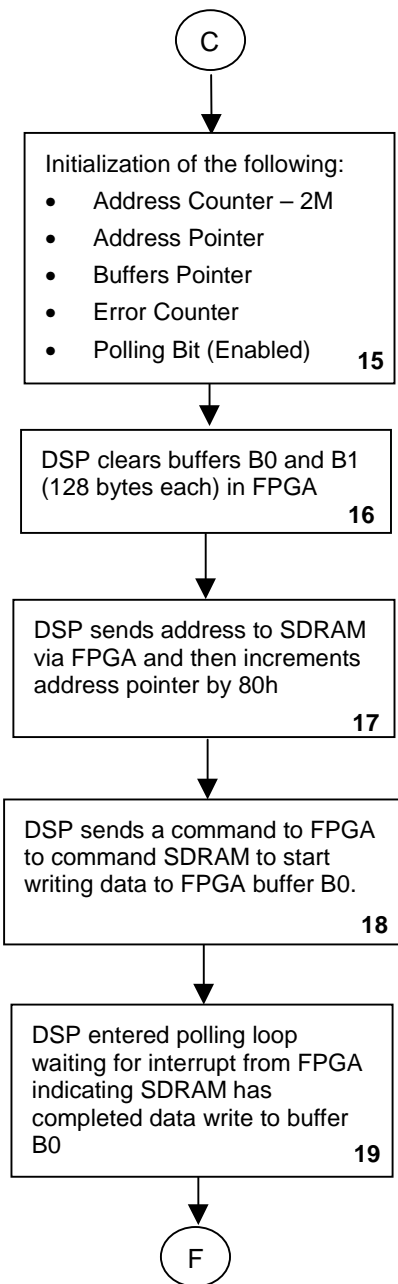 C
Initialization of the following:
• Address Counter – 2M
• Address Pointer
• Buffers Pointer
• Error Counter
• Polling Bit (Enabled)
15
DSP clears buffers B0 and B1
(128 bytes each) in FPGA
16
DSP sends address to SDRAM
via FPGA and then increments
address pointer by 80h
17
DSP sends a command to FPGA
to command SDRAM to start
writing data to FPGA buffer B0.
18
DSP entered polling loop
waiting for interrupt from FPGA
indicating SDRAM has
completed data write to buffer
B0
19
F